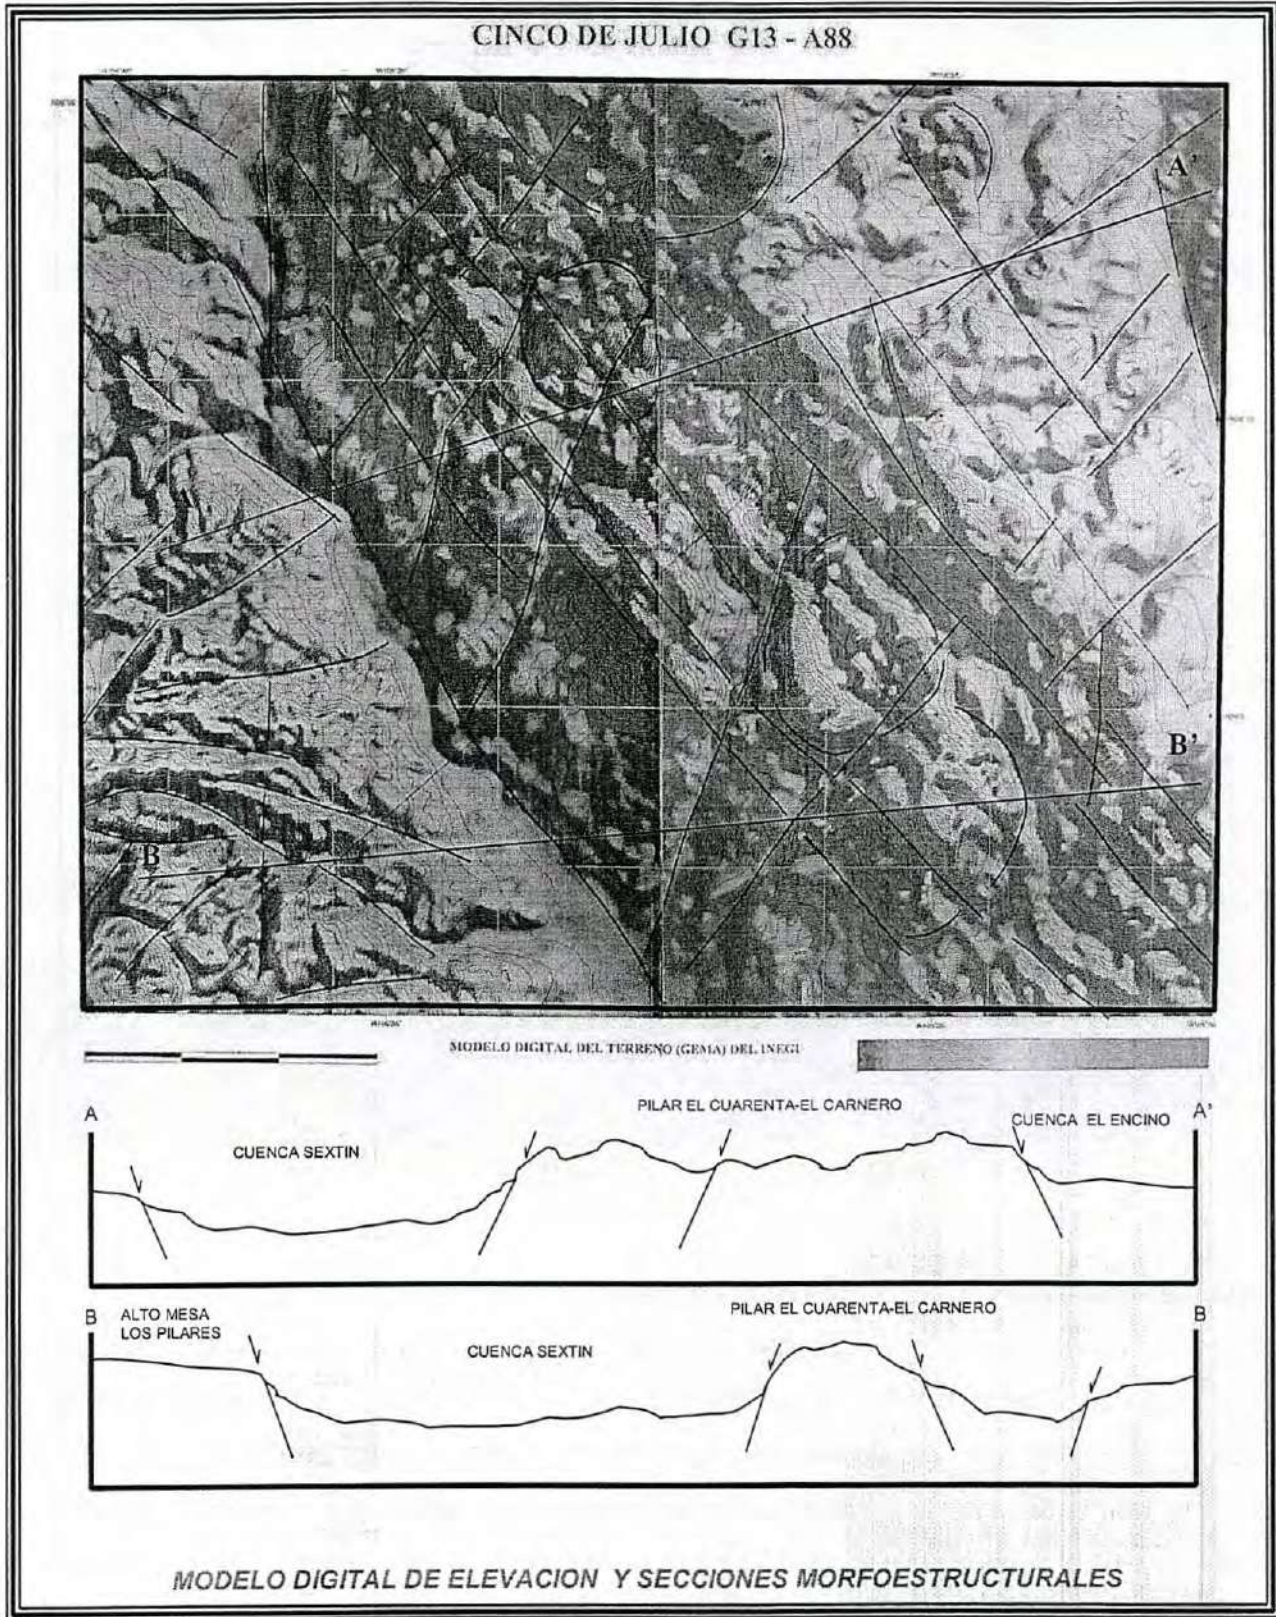 CINCO DE JULIO G13 - A88
A'
B'
B
MODELO DIGITAL DEL TERRENO (GEMA) DEL INEGI
A
PILAR EL CUARENTA-EL CARNERO
A'
CUENCA EL ENCINO
CUENCA SEXTIN
B
ALTO MESA
LOS PILARES
PILAR EL CUARENTA-EL CARNERO
B
CUENCA SEXTIN
MODELO DIGITAL DE ELEVACION Y SECCIONES MORFOESTRUCTURALES